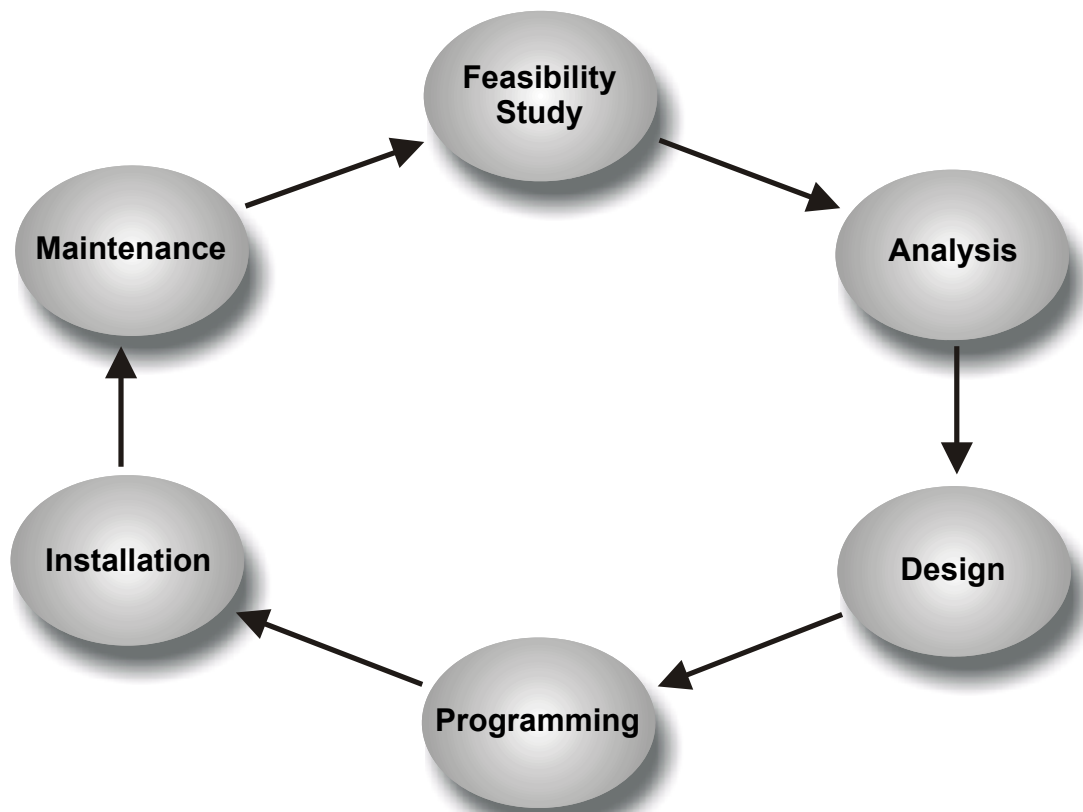 Feasibility
Study
Analysis
Design
Programming
Installation
Maintenance